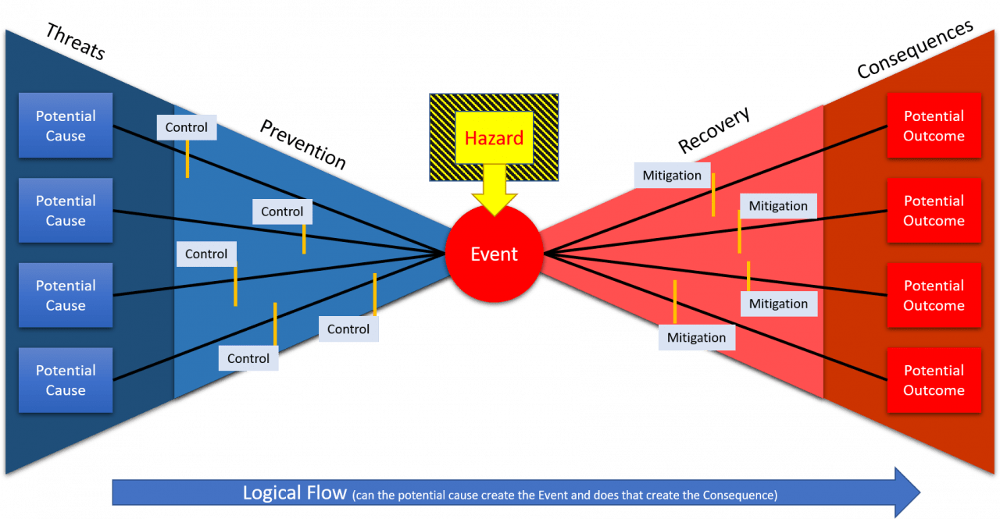 Threats
Prevention
Recovery
Consequences
Potential
Cause
Potential
Cause
Potential
Cause
Potential
Cause
Control
Control
Control
Control
Control
Hazard
Event
Mitigation
Mitigation
Mitigation
Mitigation
Potential
Outcome
Potential
Outcome
Potential
Outcome
Potential
Outcome
Logical Flow (can the potential cause create the Event and does that create the Consequence)